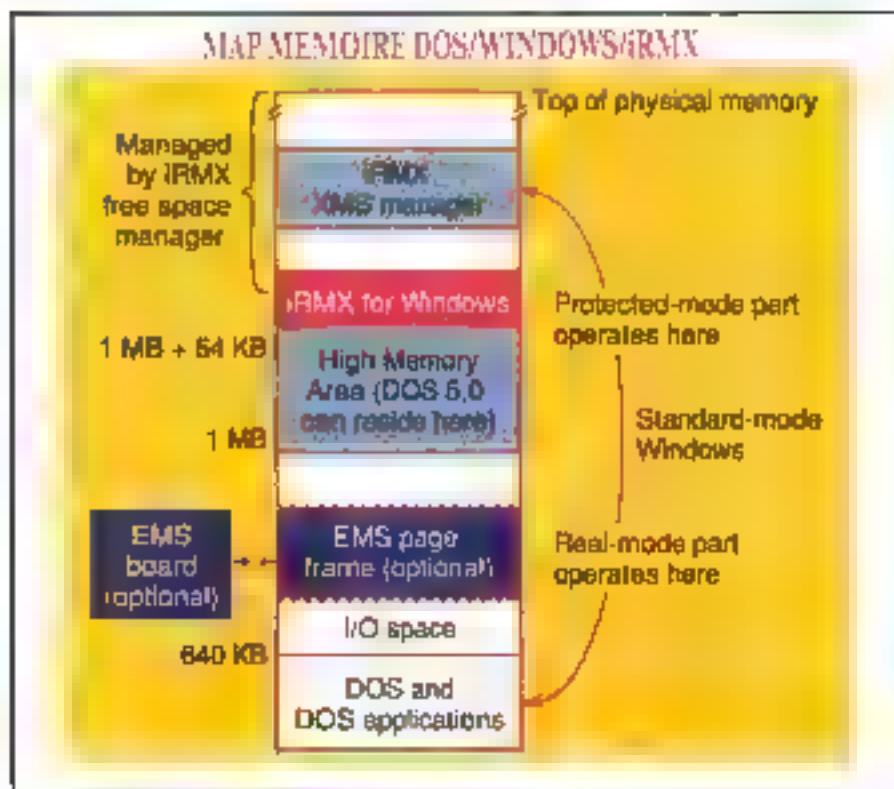 MAP MEMOIRE DOS/WINDOWS/iRMX
Top of physical memory
Managed
by iRMX
free space
manager
iRMX
XMS manager
iRMX for Windows
Protected-mode part
operates here
1 MB + 64 KB
High Memory
Area (DOS 5,0
can reside here)
1 MB
Standard-mode
Windows
EMS
board
(optional)
EMS page
frame (optional)
Real-mode part
operates here
I/O space
640 KB
DOS and
DOS applications